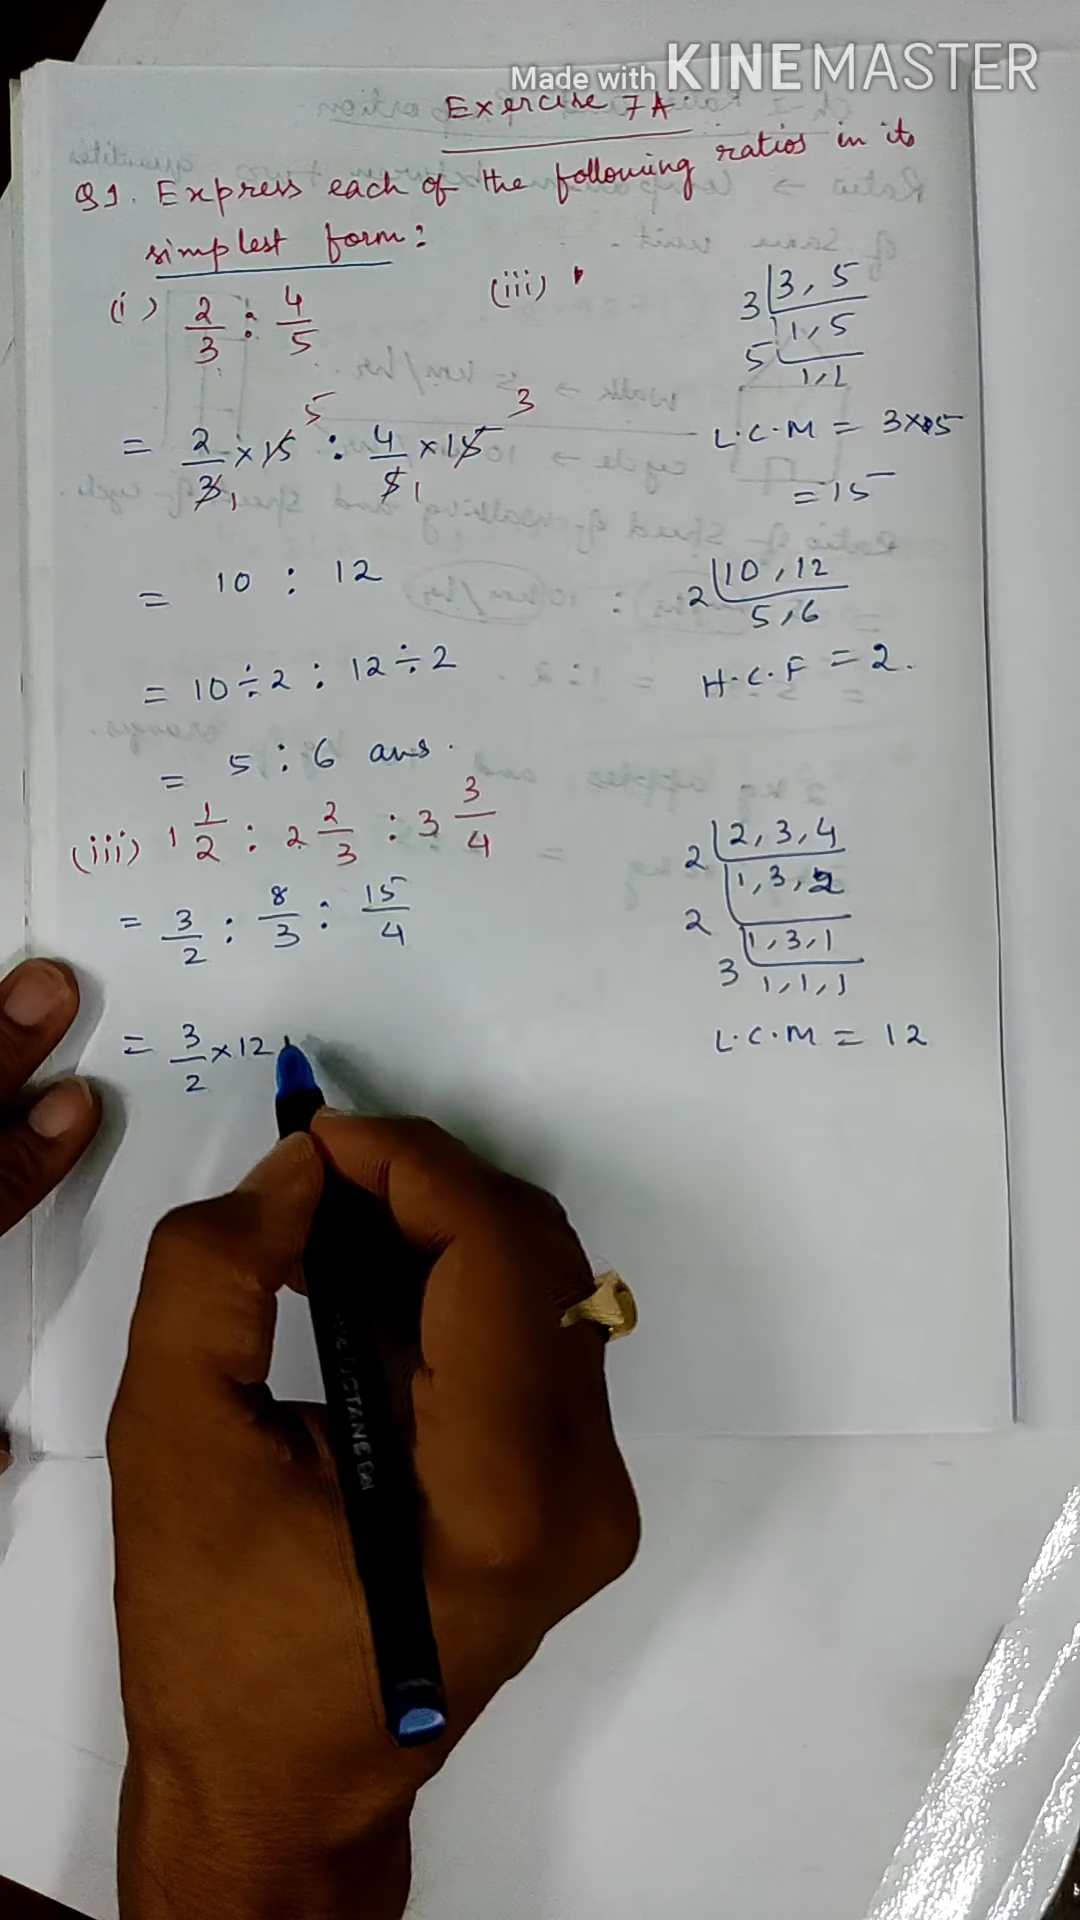 Made with KINEMASTER
Exercise 7A
Q1. Express each of the following ratios in its
simplest form:
(i) 2/3 : 4/5
(iii)
3 | 3, 5
5 | 1, 5
1, 1
= 2/3 1 × 15 5 : 4/5 1 × 15 3
L.C.M = 3×5
= 15
= 10 : 12
2 | 10, 12
5, 6
= 10÷2 : 12÷2
H.C.F = 2.
= 5 : 6 ans.
(iii) 1 1/2 : 2 2/3 : 3 3/4
2 | 2, 3, 4
= 3/2 : 8/3 : 15/4
2 | 1, 3, 2
3 | 1, 3, 1
1, 1, 1
= 3/2 × 12
L.C.M = 12